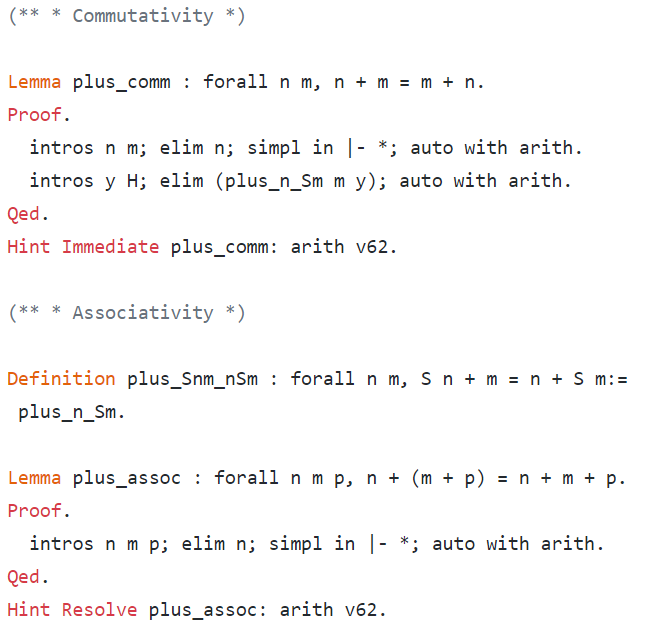 (** * Commutativity *)
Lemma plus_comm : forall n m, n + m = m + n.
Proof.
intros n m; elim n; simpl in |- *; auto with arith.
intros y H; elim (plus_n_Sm m y); auto with arith.
Qed.
Hint Immediate plus_comm: arith v62.
(** * Associativity *)
Definition plus_Snm_nSm : forall n m, S n + m = n + S m:=
plus_n_Sm.
Lemma plus_assoc : forall n m p, n + (m + p) = n + m + p.
Proof.
intros n m p; elim n; simpl in |- *; auto with arith.
Qed.
Hint Resolve plus_assoc: arith v62.